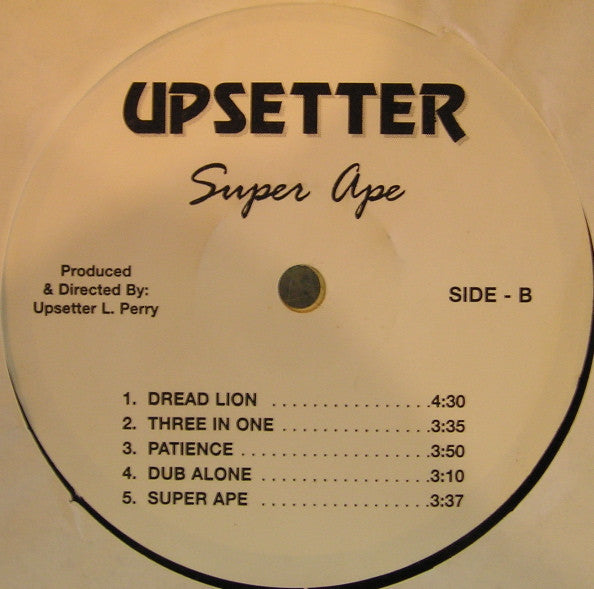 UPSETTER
Super Ape
Produced
& Directed By:
Upsetter L. Perry
SIDE - B
1. DREAD LION ................4:30
2. THREE IN ONE ...............3:35
3. PATIENCE ...................3:50
4. DUB ALONE .................3:10
5. SUPER APE .................3:37